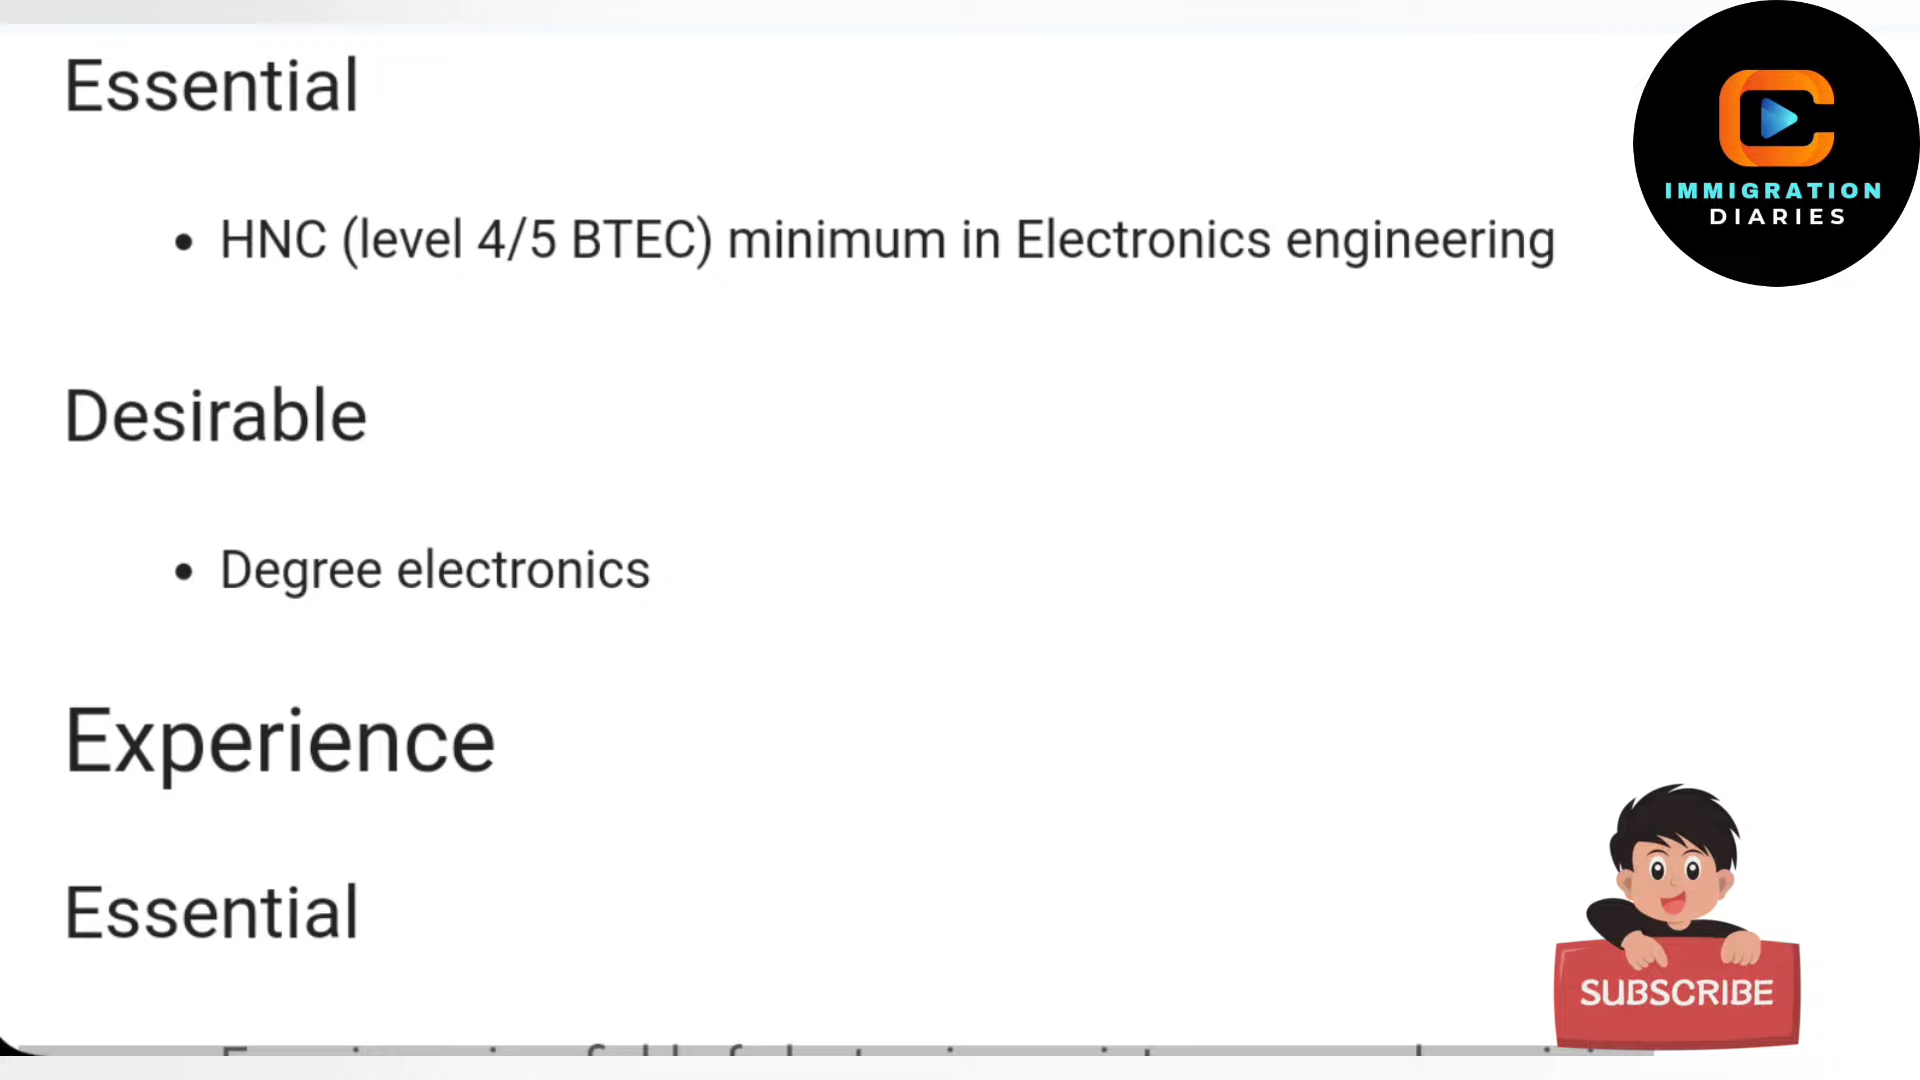 Essential
IMMIGRATION
DIARIES
• HNC (level 4/5 BTEC) minimum in Electronics engineering
Desirable
• Degree electronics
Experience
Essential
SUBSCRIBE